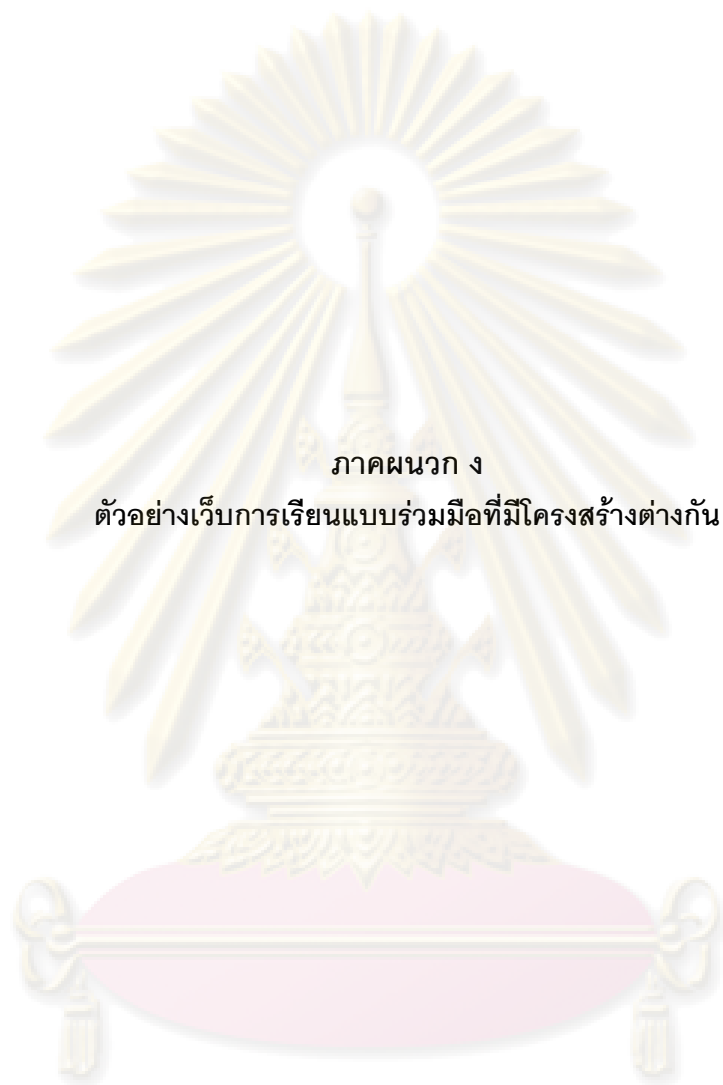 ภาคผนวก ง
ตัวอย่างเว็บการเรียนแบบร่วมมือที่มีโครงสร้างต่างกัน